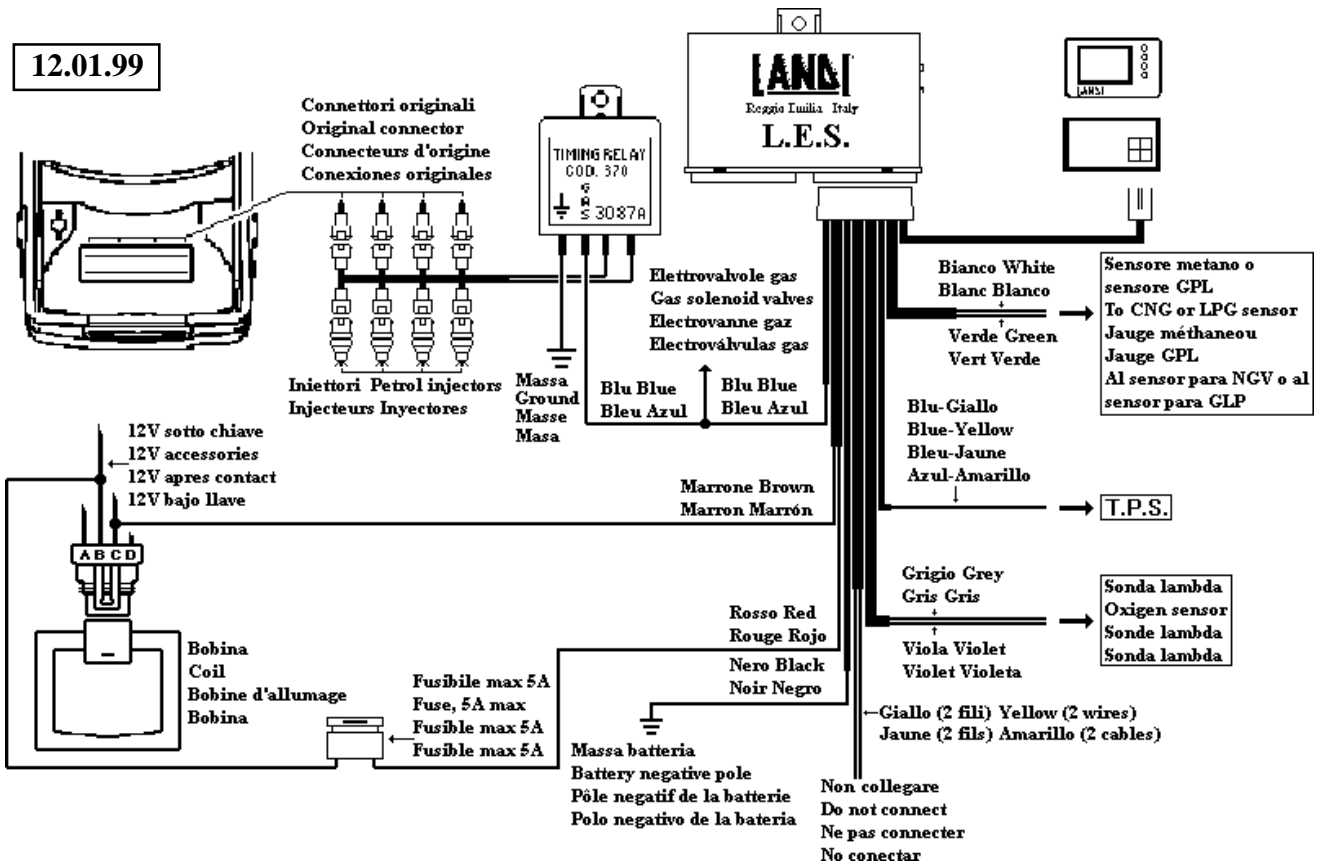 12.01.99
Connettori originali
Original connector
Connecteurs d'origine
Conexiones originales
TIMING RELAY
COD. 370
GAS
3087A
LANDI
Reggio Emilia Italy
L.E.S.
LANDI
Elettrovalvole gas
Gas solenoid valves
Electrovanne gaz
Electroválvulas gas
Bianco White
Blanc Blanco
Verde Green
Vert Verde
Sensore metano o
sensore GPL
To CNG or LPG sensor
Jauge méthaneou
Jauge GPL
Al sensor para NGV o al
sensor para GLP
Iniettori Petrol injectors
Injecteurs Inyectores
Massa
Ground
Masse
Masa
Blu Blue
Bleu Azul
Blu Blue
Bleu Azul
Blu-Giallo
Blue-Yellow
Bleu-Jaune
Azul-Amarillo
T.P.S.
12V sotto chiave
12V accessories
12V apres contact
12V bajo llave
A B C D
Marrone Brown
Marron Marrón
Grigio Grey
Gris Gris
Viola Violet
Violet Violeta
Sonda lambda
Oxigen sensor
Sonde lambda
Sonda lambda
Bobina
Coil
Bobine d'allumage
Bobina
Rosso Red
Rouge Rojo
Nero Black
Noir Negro
Fusibile max 5A
Fuse, 5A max
Fusible max 5A
Fusible max 5A
Giallo (2 fili) Yellow (2 wires)
Jaune (2 fils) Amarillo (2 cables)
Massa batteria
Battery negative pole
Pôle negatif de la batterie
Polo negativo de la bateria
Non collegare
Do not connect
Ne pas connecter
No conectar